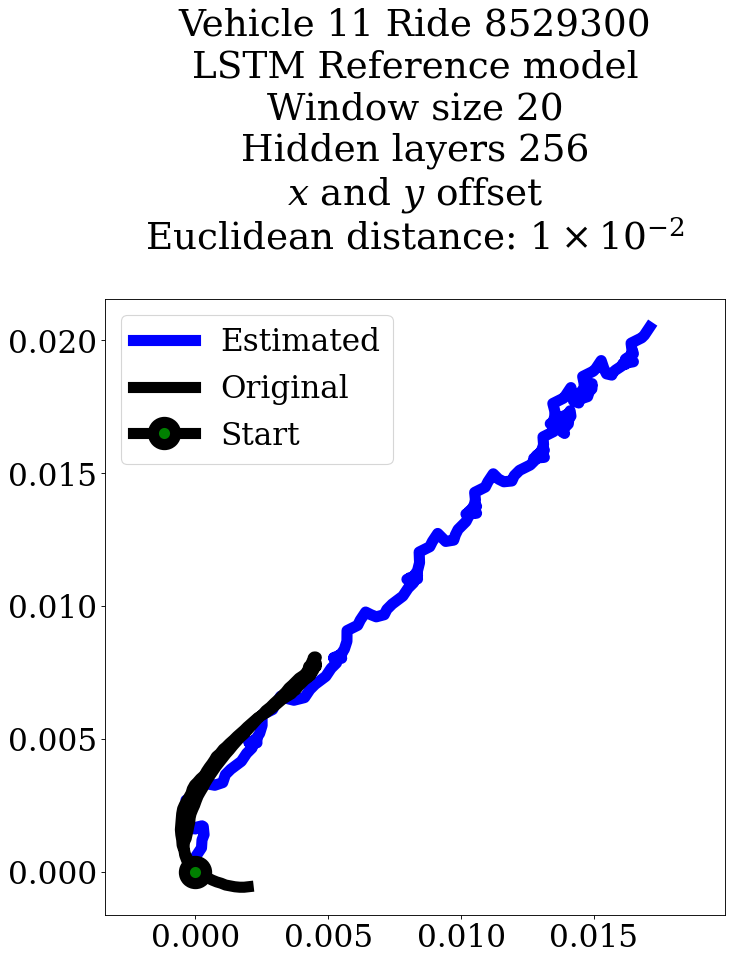 Vehicle 11 Ride 8529300
LSTM Reference model
Window size 20
Hidden layers 256
x and y offset
Euclidean distance: 1 × 10⁻²
Estimated
Original
Start
0.020
0.015
0.010
0.005
0.000
0.000 0.005 0.010 0.015